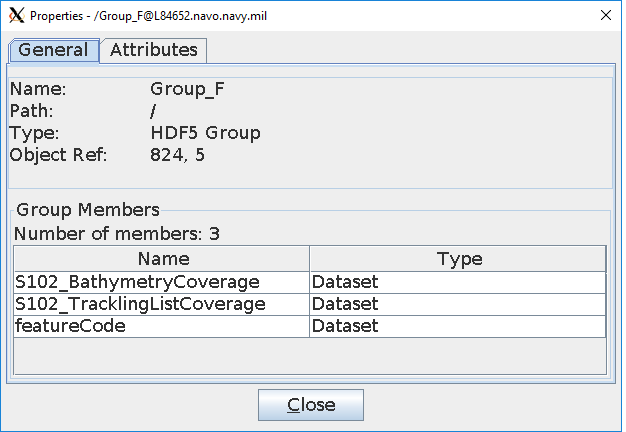 Properties - /Group_F@L84652.navo.navy.mil
General Attributes
Name: Group_F
Path: /
Type: HDF5 Group
Object Ref: 824, 5
Group Members
Number of members: 3
Name Type
S102_BathymetryCoverage Dataset
S102_TracklingListCoverage Dataset
featureCode Dataset
Close